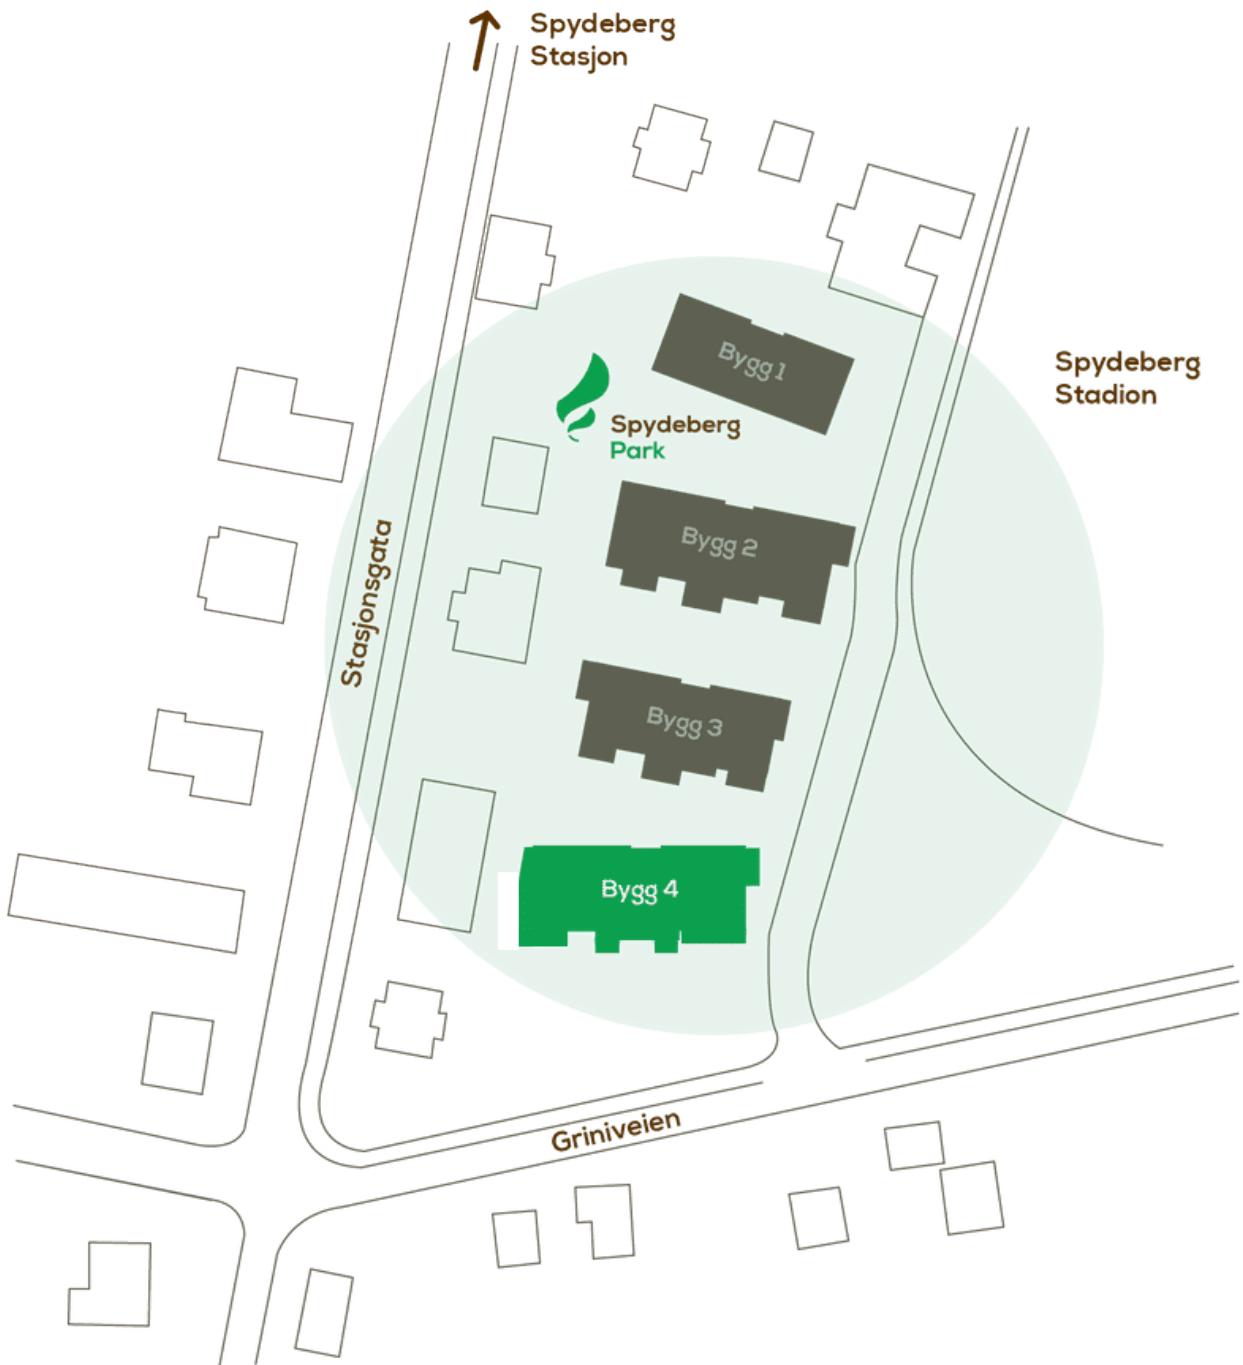 Spydeberg
Stasjon
Bygg 1
Spydeberg
Stadion
Spydeberg
Park
Bygg 2
Stasjonsgata
Bygg 3
Bygg 4
Griniveien